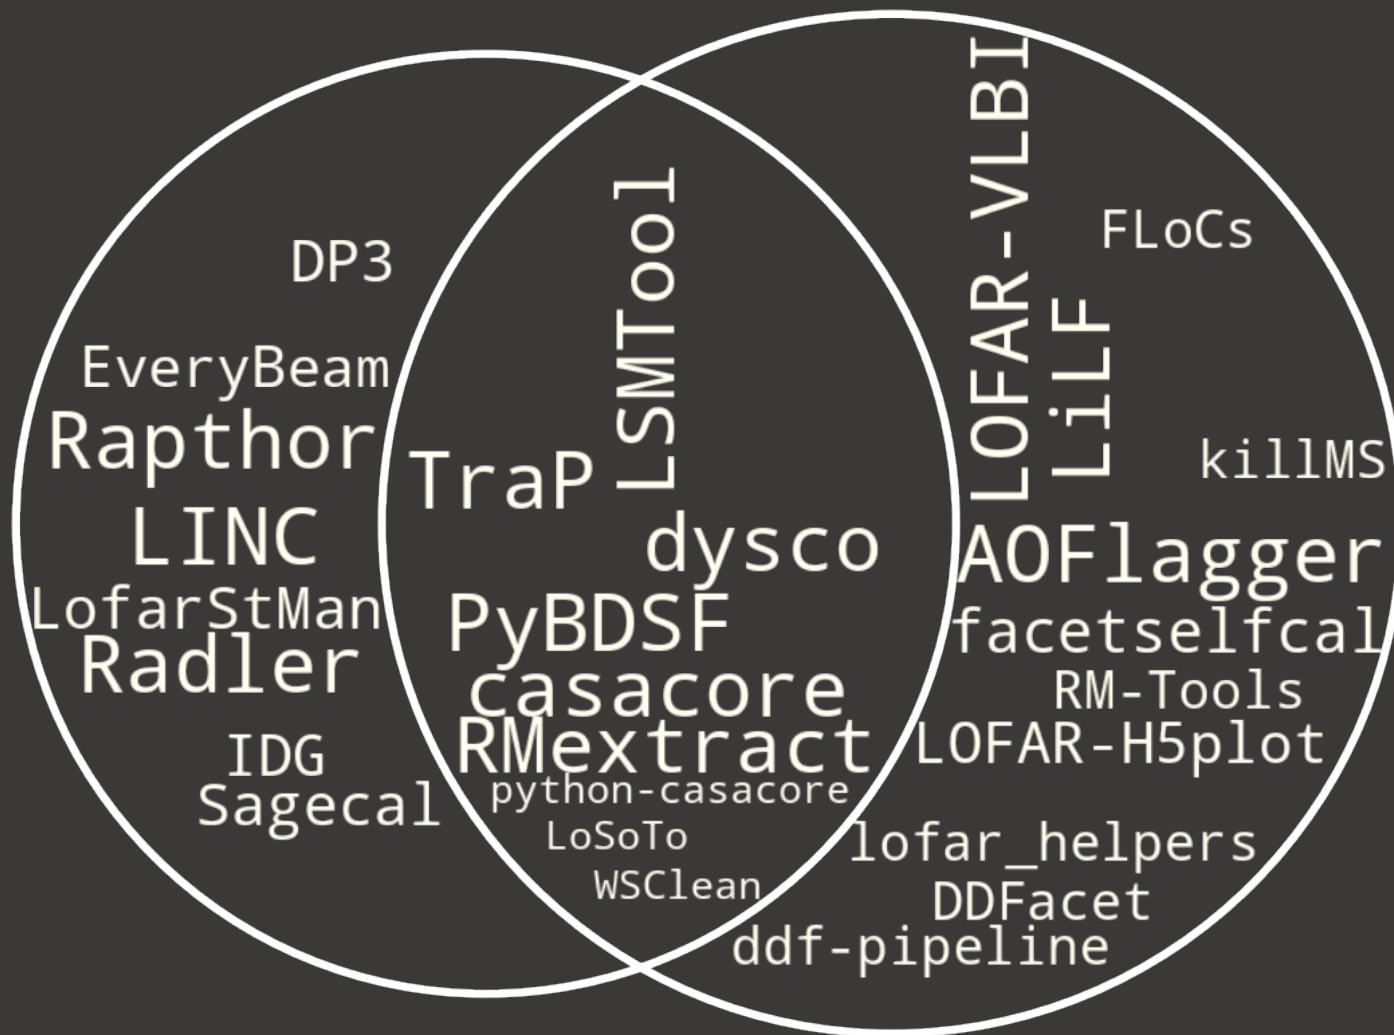 DP3
EveryBeam
Rapthor
LINC
LofarStMan
Radler
IDG
Sagecal
LSMTool
TraP
dysco
PyBDSF
casacore
RMextract
python-casacore
LoSoTo
WSClean
LOFAR-VLBI
FLoCs
LiLF
killMS
AOFlagger
facetselfcal
RM-Tools
LOFAR-H5plot
lofar_helpers
DDFacet
ddf-pipeline